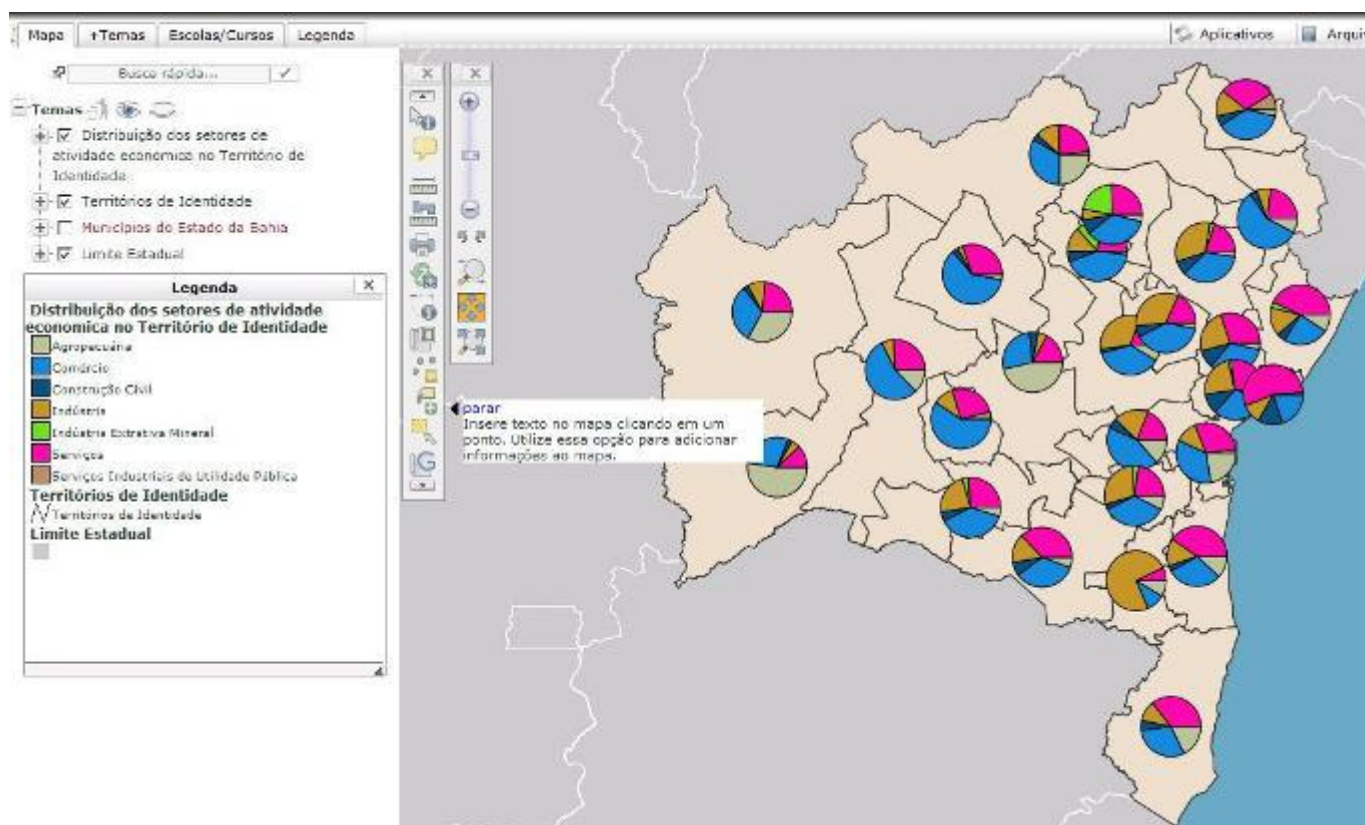 Mapa
+Temas
Escolas/Cursos
Legenda
Aplicativos
Arqui
Busca rápida...
Temas
Distribuição dos setores de
atividade economica no Território de
Identidade
Territórios de Identidade
Municípios do Estado da Bahia
Limite Estadual
Legenda
Distribuição dos setores de atividade
economica no Território de Identidade
Agropecuária
Comércio
Construção Civil
Indústria
Indústria Extrativa Mineral
Serviços
Serviços Industriais de Utilidade Pública
Territórios de Identidade
Territórios de Identidade
Limite Estadual
parar
Insere texto no mapa clicando em um
ponto. Utilize essa opção para adicionar
informações ao mapa.